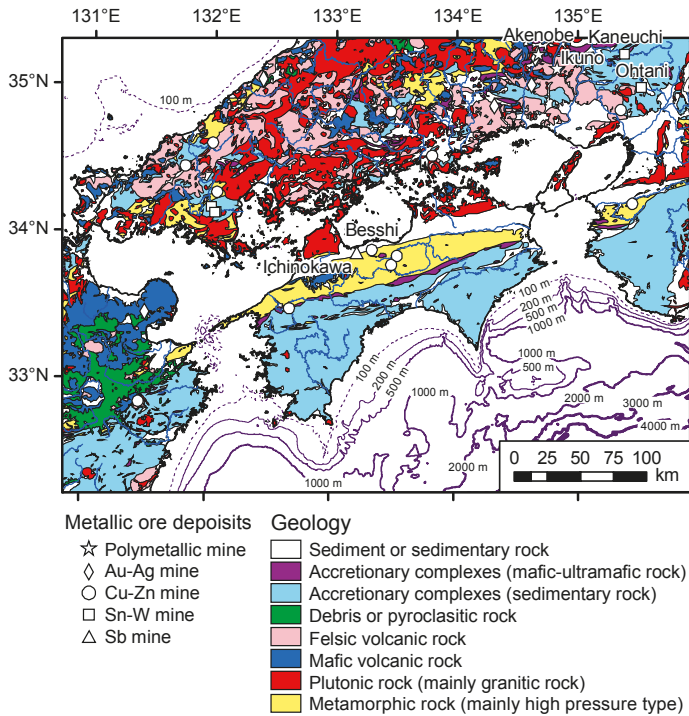 131°E 132°E 133°E 134°E 135°E
Akenobe Kaneuchi
Ikuno
Ohtani
35°N
100 m
34°N
Besshi
Ichinokawa
100 m
200 m
500 m
1000 m
33°N
100 m
200 m
500 m
1000 m
1000 m
500 m
2000 m
3000 m
4000 m
2000 m
1000 m
0 25 50 75 100
km
Metallic ore depoisits
Polymetallic mine
Au-Ag mine
Cu-Zn mine
Sn-W mine
Sb mine
Geology
Sediment or sedimentary rock
Accretionary complexes (mafic-ultramafic rock)
Accretionary complexes (sedimentary rock)
Debris or pyroclasitic rock
Felsic volcanic rock
Mafic volcanic rock
Plutonic rock (mainly granitic rock)
Metamorphic rock (mainly high pressure type)